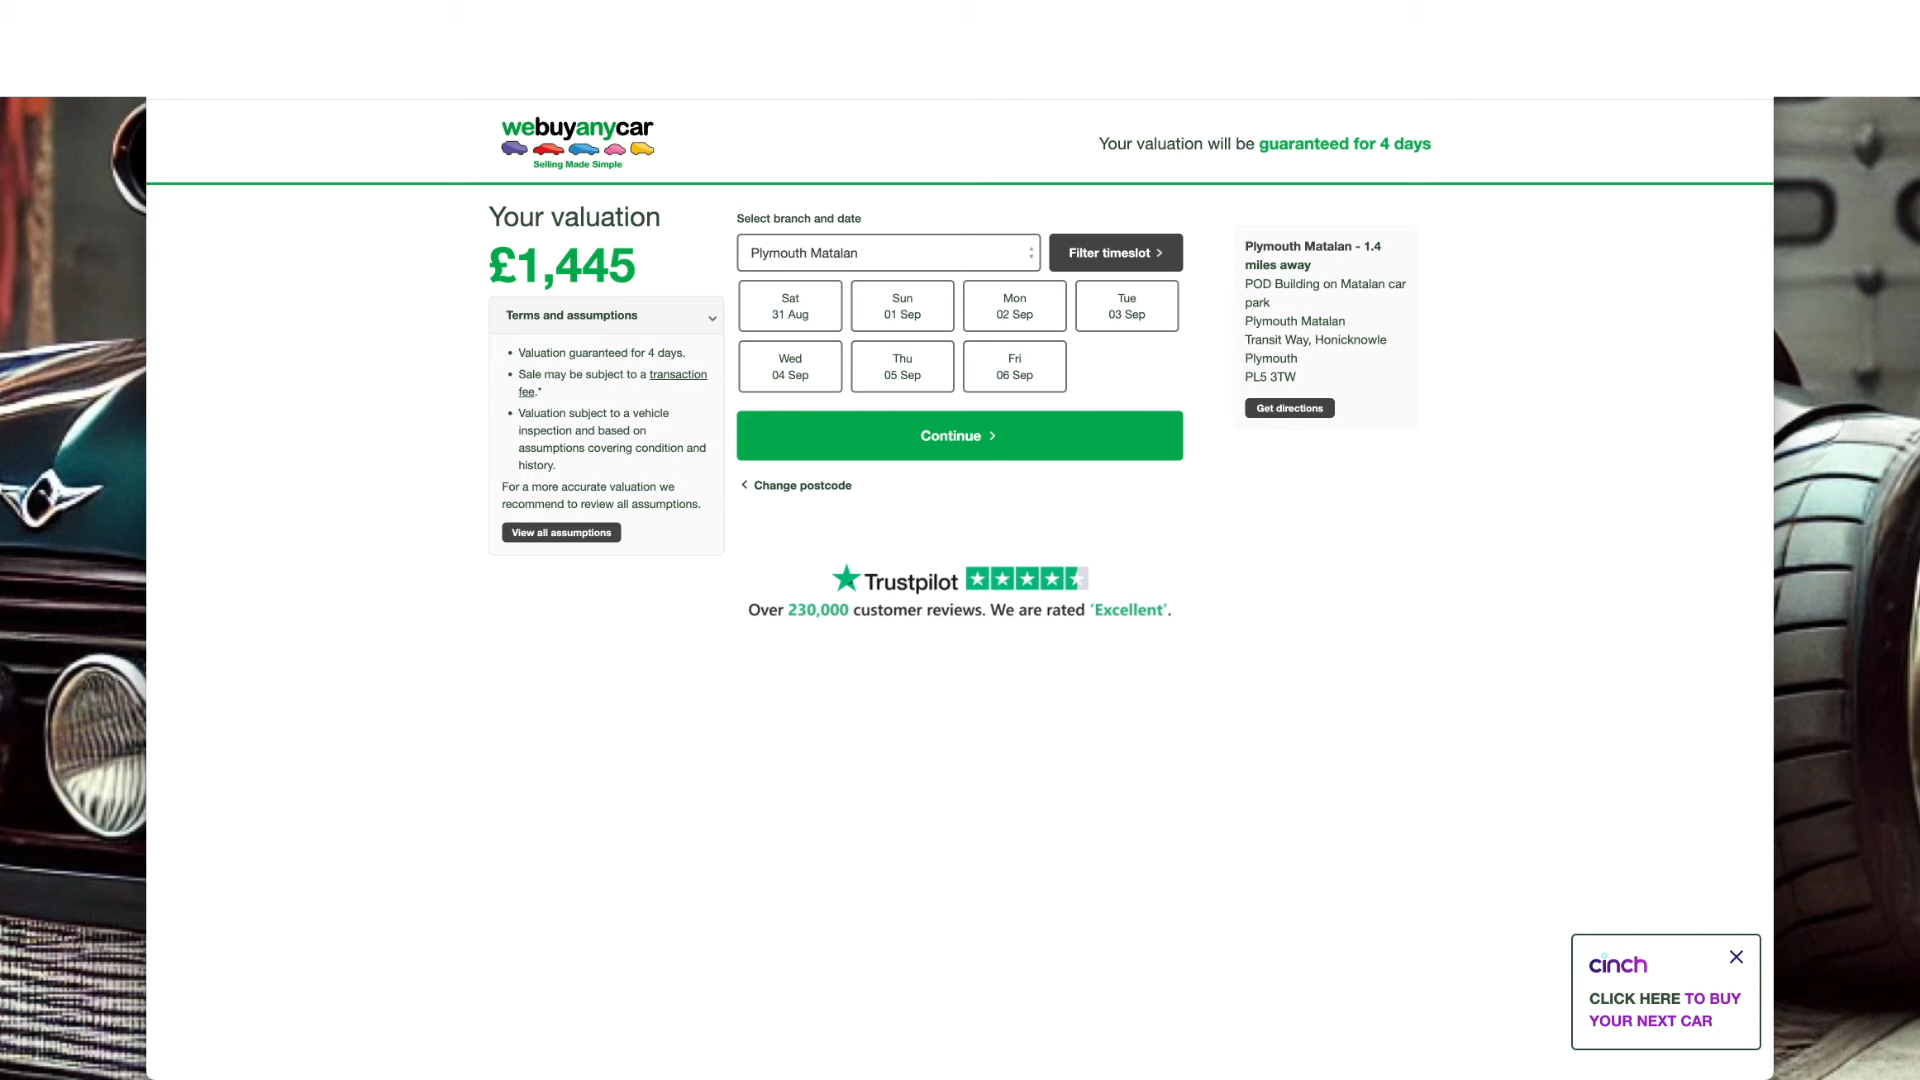 webuyanycar
Selling Made Simple
Your valuation will be guaranteed for 4 days
Your valuation
£1,445
Terms and assumptions
• Valuation guaranteed for 4 days.
• Sale may be subject to a transaction
fee.*
• Valuation subject to a vehicle
inspection and based on
assumptions covering condition and
history.
For a more accurate valuation we
recommend to review all assumptions.
View all assumptions
Select branch and date
Plymouth Matalan
Filter timeslot >
Sat
31 Aug
Sun
01 Sep
Mon
02 Sep
Tue
03 Sep
Wed
04 Sep
Thu
05 Sep
Fri
06 Sep
Continue >
< Change postcode
Plymouth Matalan - 1.4
miles away
POD Building on Matalan car
park
Plymouth Matalan
Transit Way, Honicknowle
Plymouth
PL5 3TW
Get directions
Trustpilot
Over 230,000 customer reviews. We are rated ‘Excellent’.
cinch
CLICK HERE TO BUY
YOUR NEXT CAR